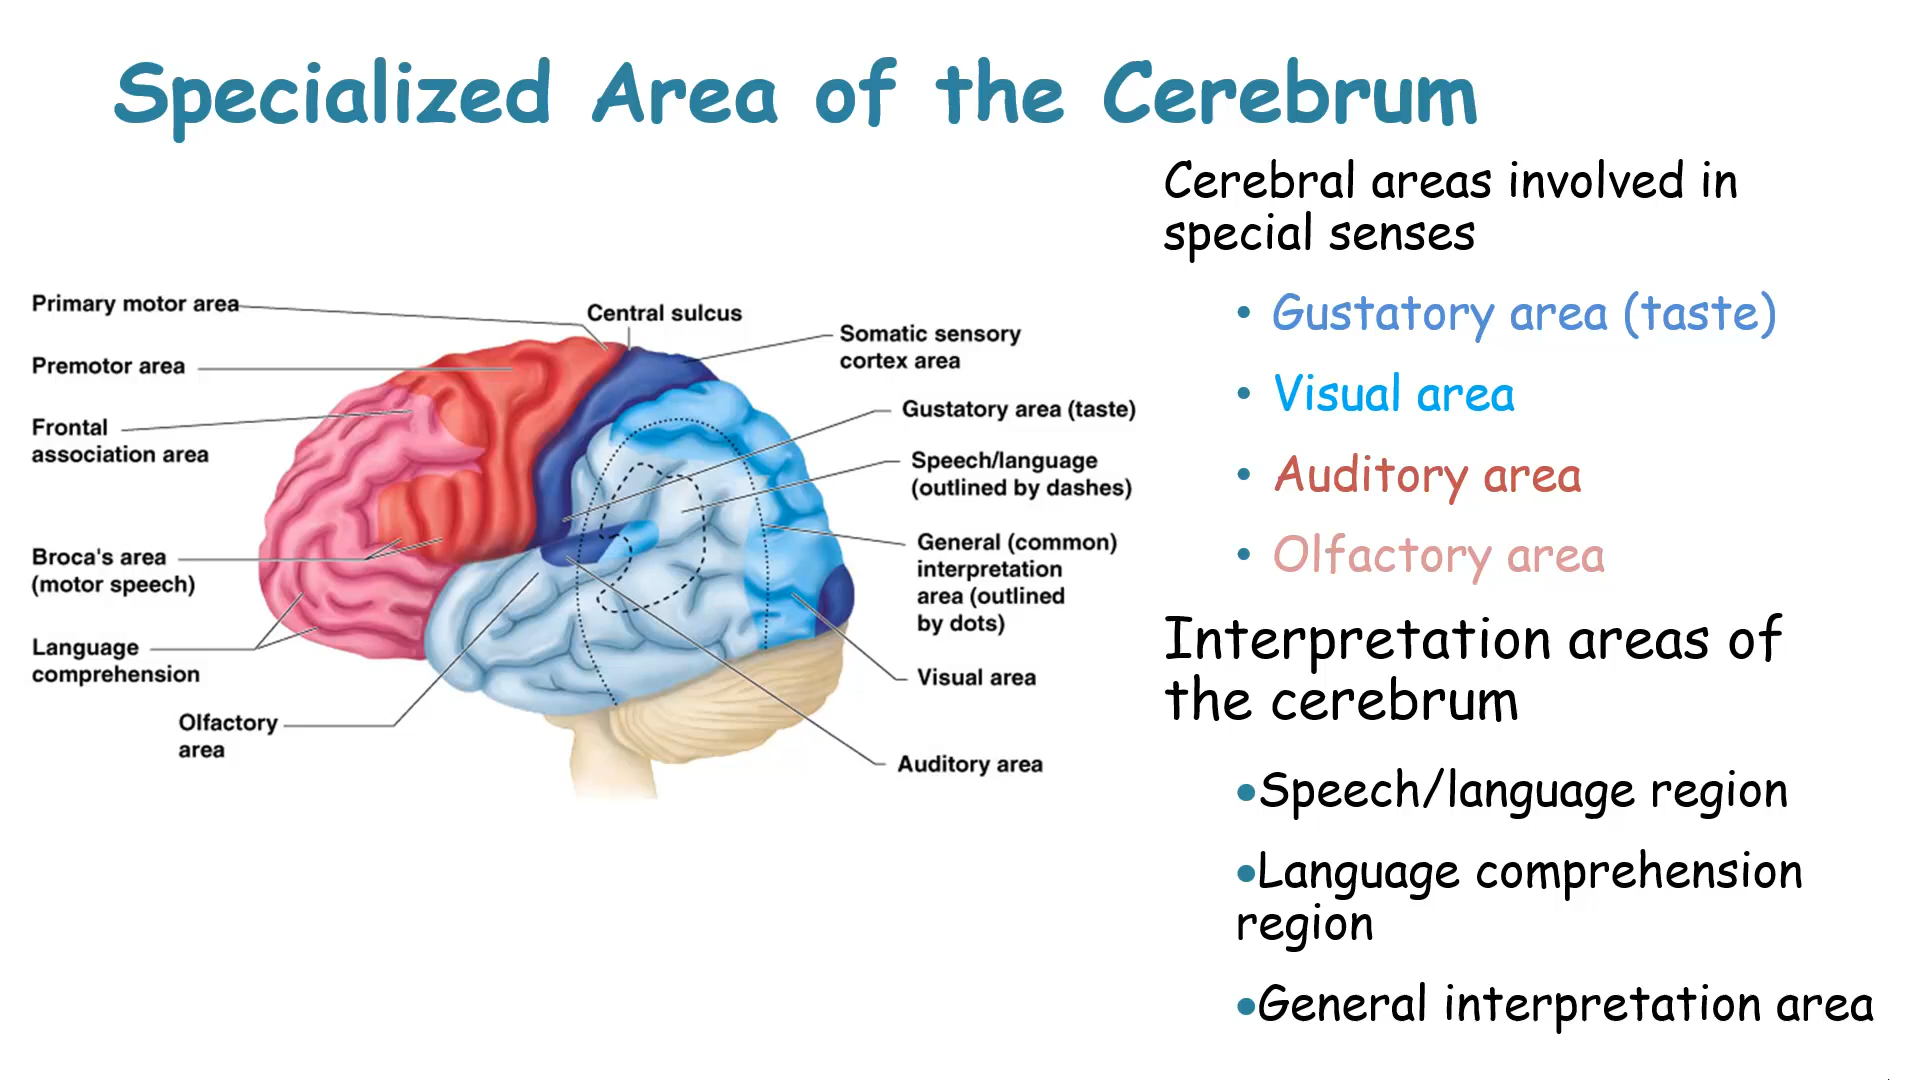 Specialized Area of the Cerebrum
Primary motor area
Premotor area
Frontal
association area
Broca's area
(motor speech)
Language
comprehension
Olfactory
area
Central sulcus
Somatic sensory
cortex area
Gustatory area (taste)
Speech/language
(outlined by dashes)
General (common)
interpretation
area (outlined
by dots)
Visual area
Auditory area
Cerebral areas involved in
special senses
• Gustatory area (taste)
• Visual area
• Auditory area
• Olfactory area
Interpretation areas of
the cerebrum
•Speech/language region
•Language comprehension
region
•General interpretation area